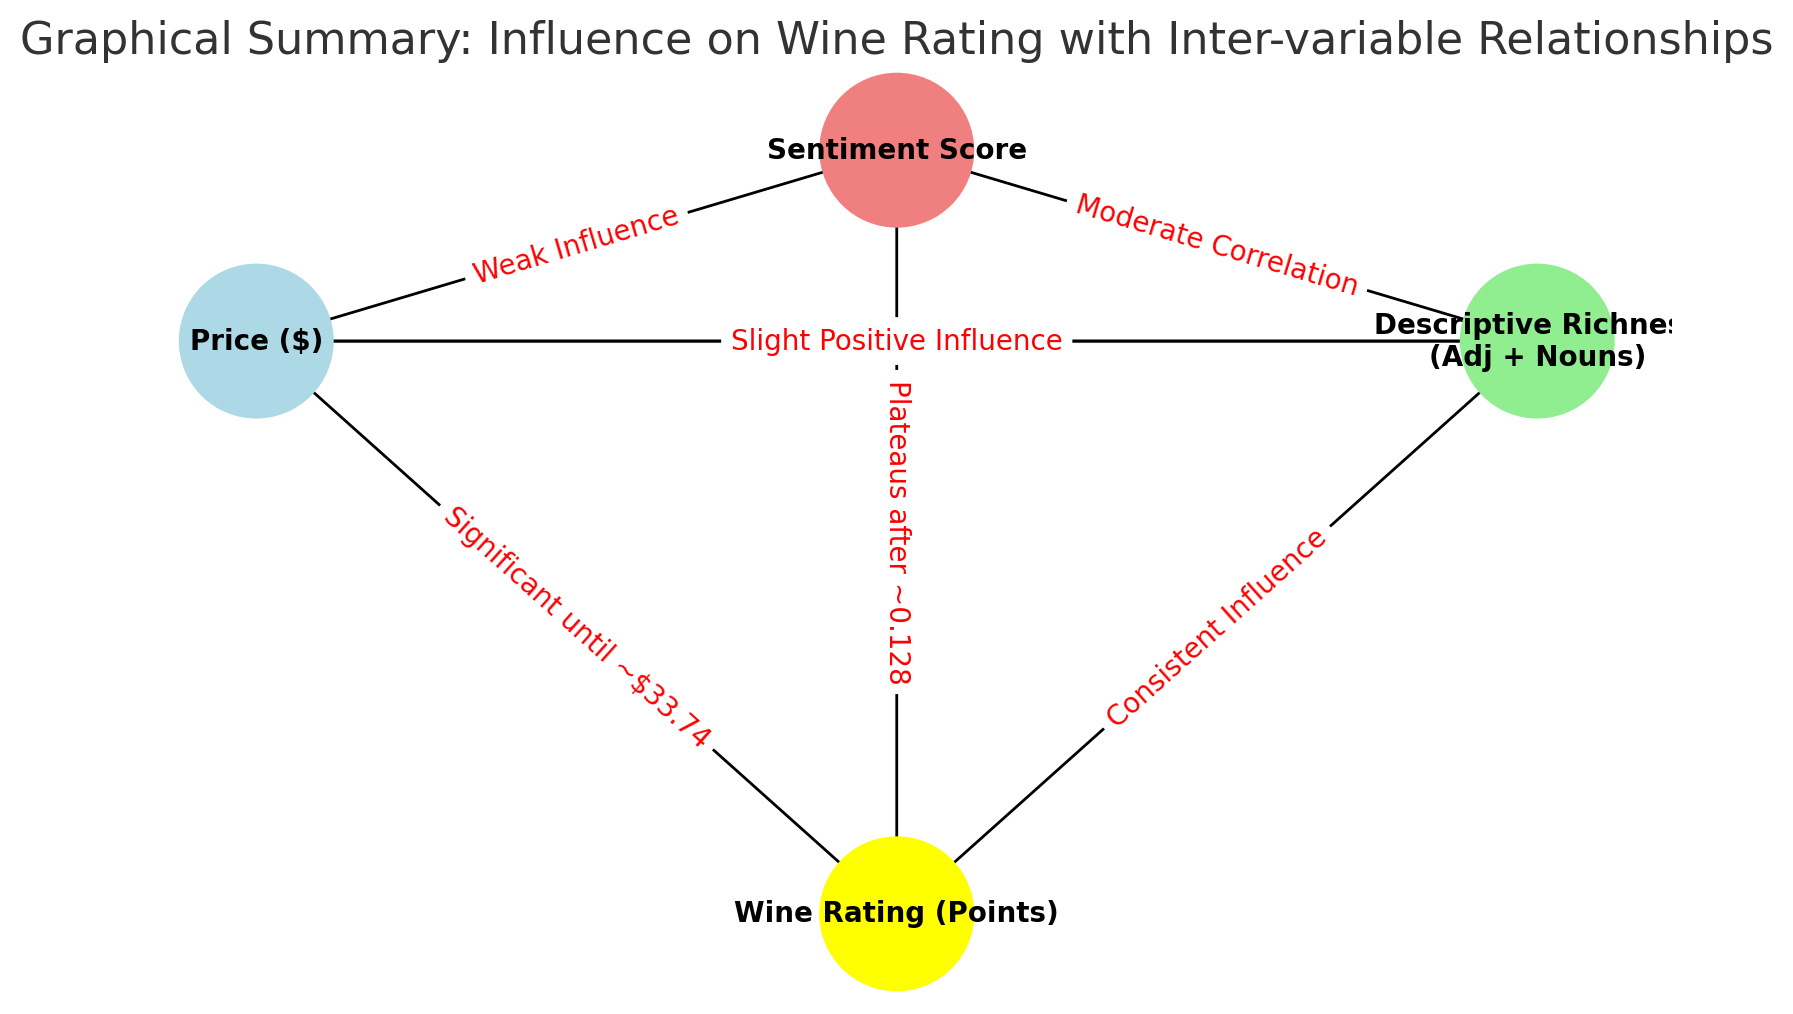 Graphical Summary: Influence on Wine Rating with Inter-variable Relationships
Sentiment Score
Weak Influence
Moderate Correlation
Price ($)
Slight Positive Influence
Descriptive Richnes
(Adj + Nouns)
Plateaus after ~0.128
Significant until ~$33.74
Consistent Influence
Wine Rating (Points)